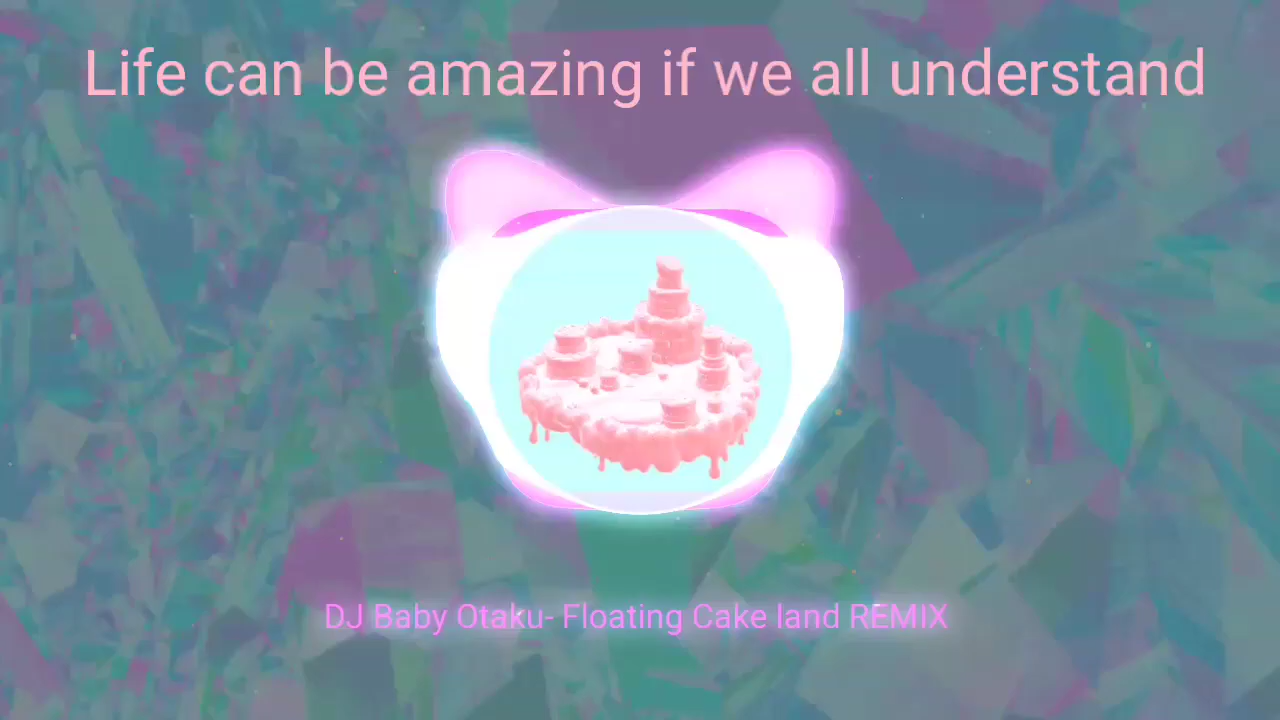 Life can be amazing if we all understand
DJ Baby Otaku- Floating Cake land REMIX